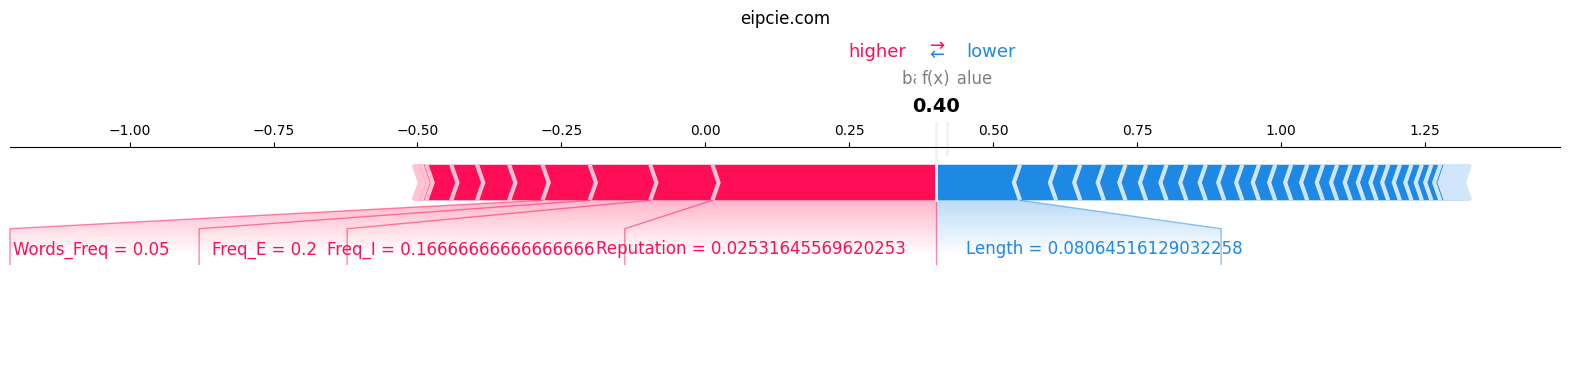 eipcie.com
higher ⇄ lower
f(x) alue
0.40
−1.00 −0.75 −0.50 −0.25 0.00 0.25 0.50 0.75 1.00 1.25
Words_Freq = 0.05 Freq_E = 0.2 Freq_I = 0.16666666666666666 Reputation = 0.02531645569620253 Length = 0.08064516129032258